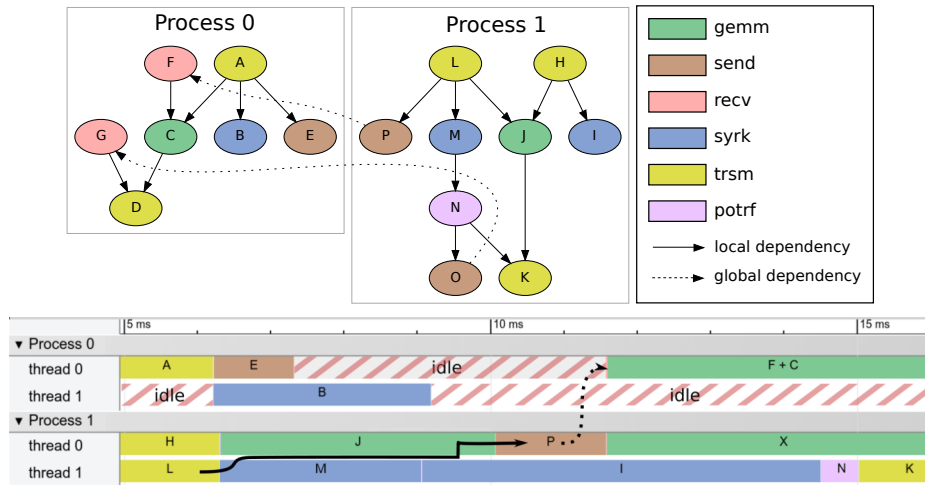 Process 0
Process 1
gemm
send
recv
syrk
trsm
potrf
local dependency
global dependency
F
A
L
H
G
C
B
E
P
M
J
I
D
N
O
K
5 ms
10 ms
15 ms
▼ Process 0
thread 0
A
E
idle
F + C
thread 1
idle
B
idle
▼ Process 1
thread 0
H
J
P
X
thread 1
L
M
I
N
K